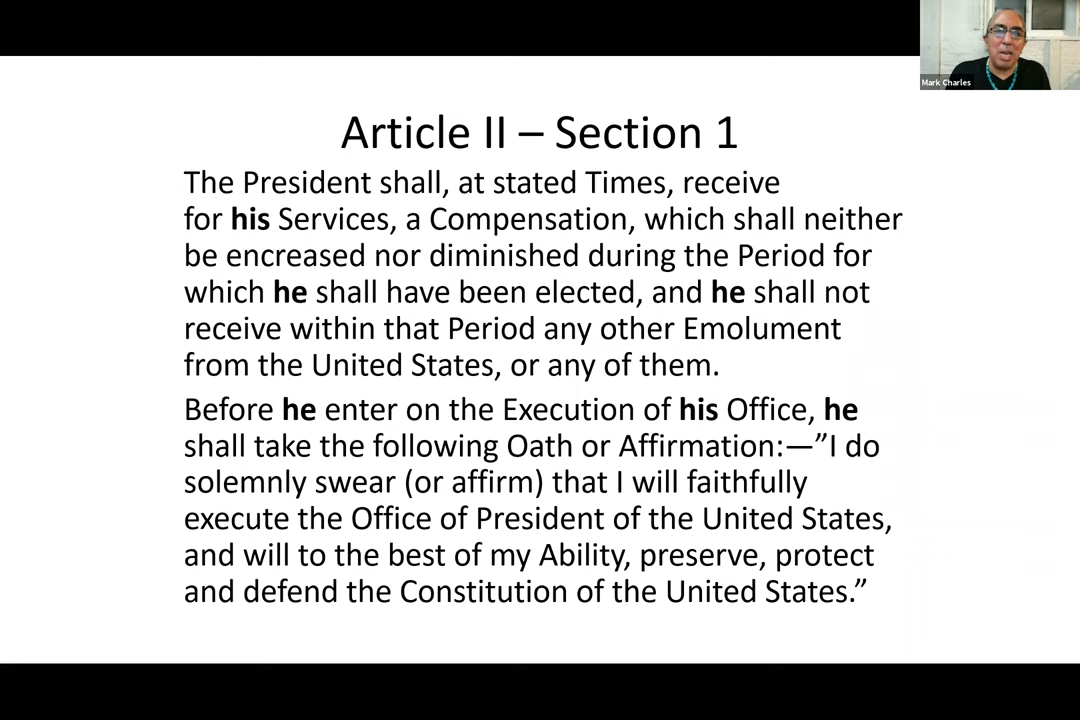 Mark Charles
Article II – Section 1
The President shall, at stated Times, receive
for his Services, a Compensation, which shall neither
be encreased nor diminished during the Period for
which he shall have been elected, and he shall not
receive within that Period any other Emolument
from the United States, or any of them.
Before he enter on the Execution of his Office, he
shall take the following Oath or Affirmation:—”I do
solemnly swear (or affirm) that I will faithfully
execute the Office of President of the United States,
and will to the best of my Ability, preserve, protect
and defend the Constitution of the United States.”